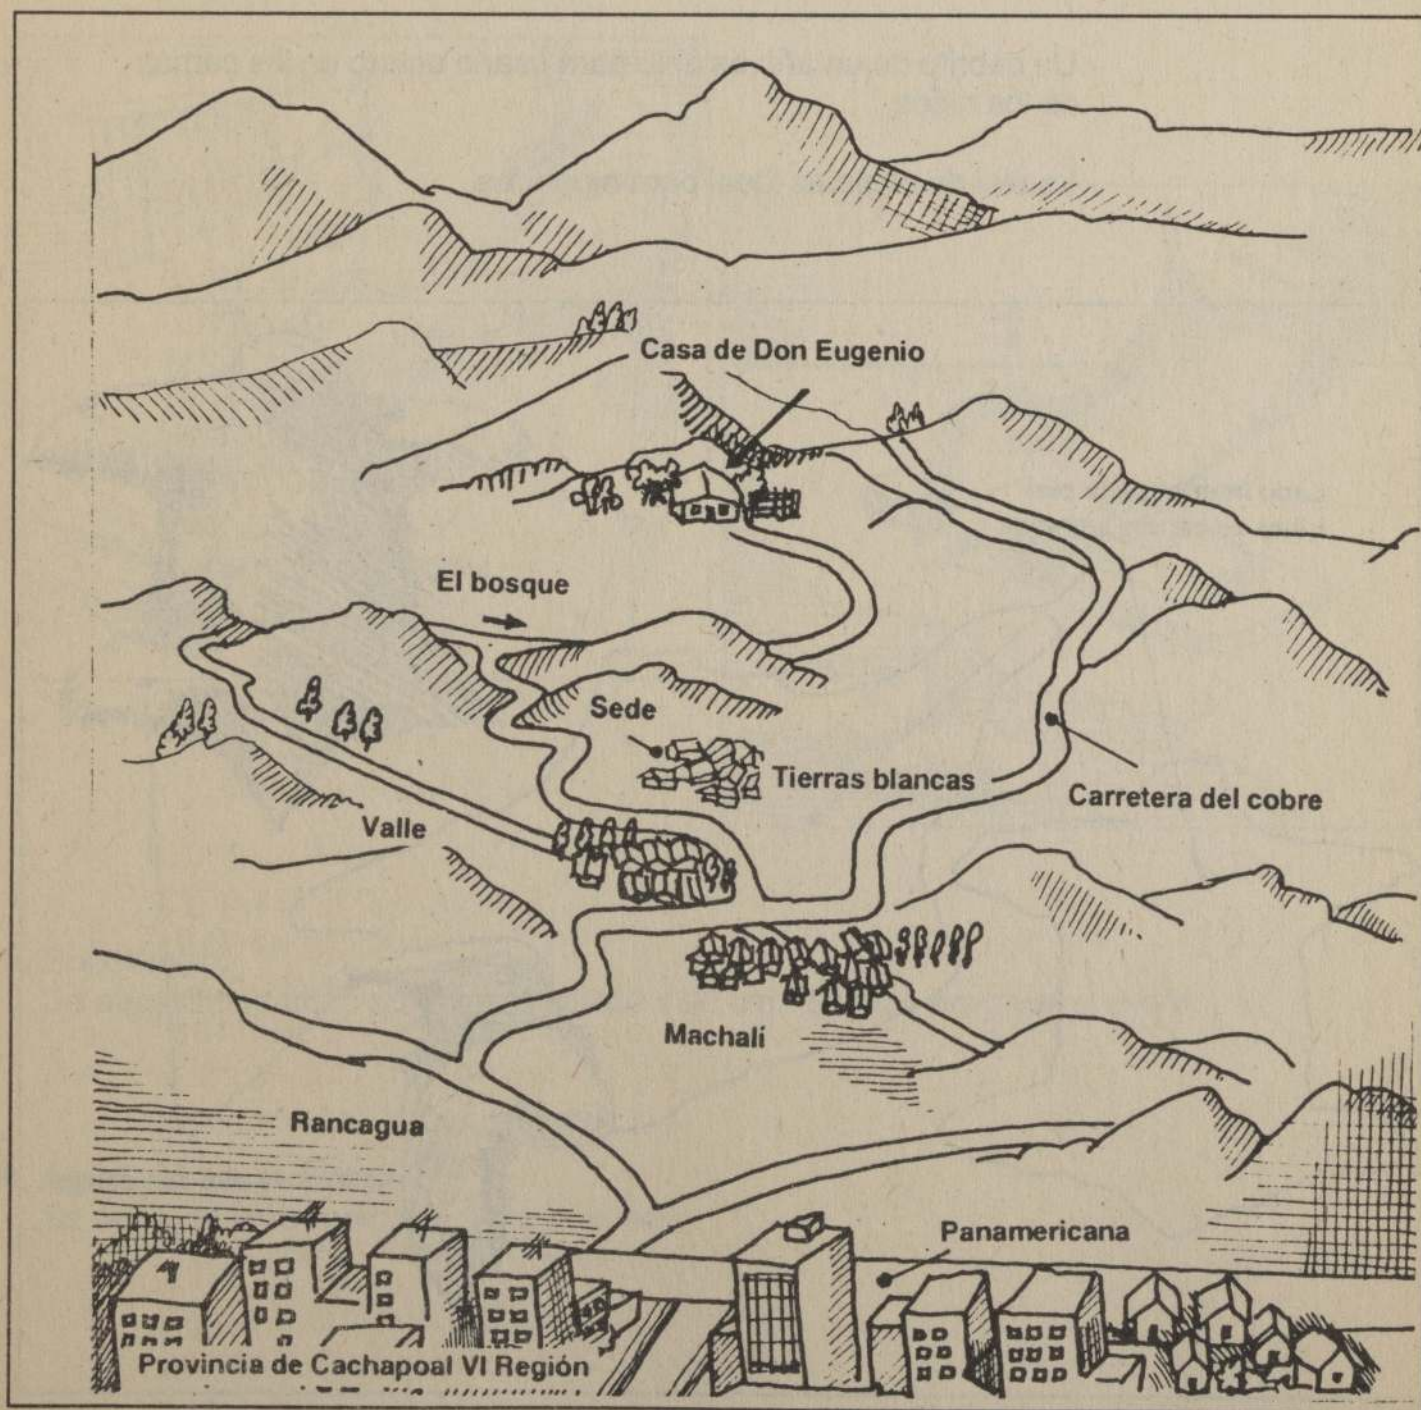 Casa de Don Eugenio
El bosque
Sede
Tierras blancas
Carretera del cobre
Valle
Machalí
Rancagua
Panamericana
Provincia de Cachapoal VI Región